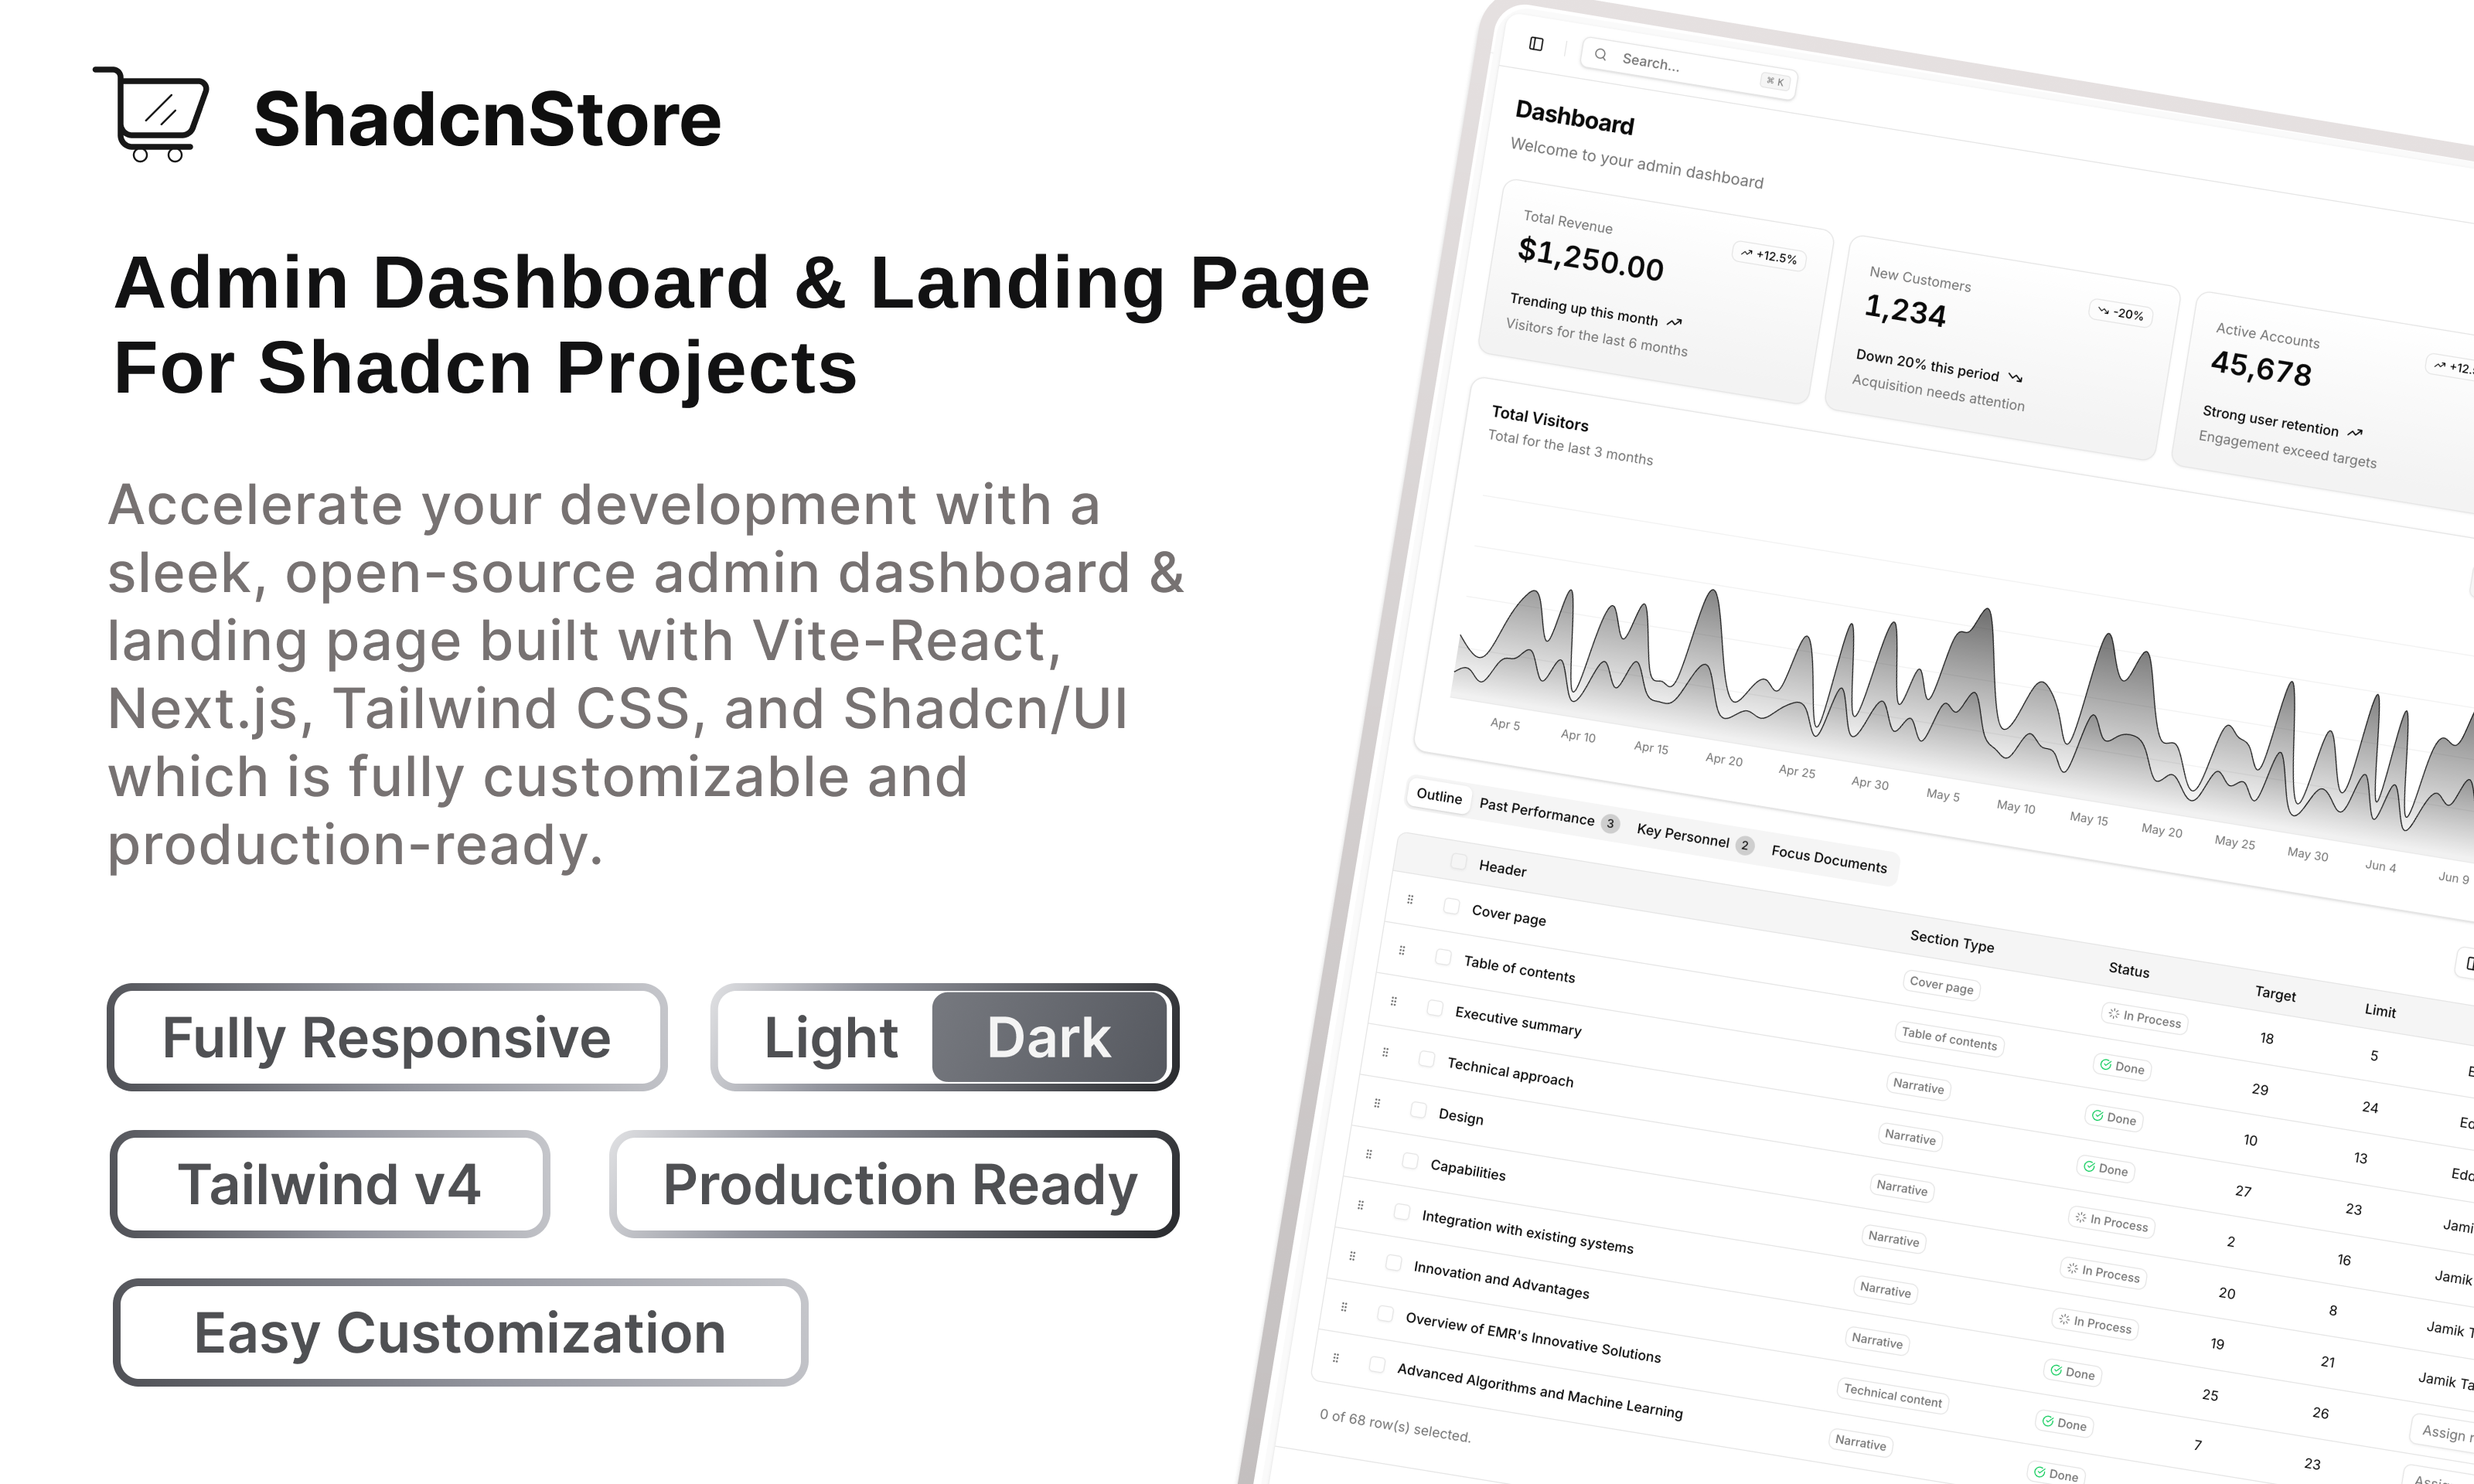 ShadcnStore
Admin Dashboard & Landing Page
For Shadcn Projects
Accelerate your development with a
sleek, open-source admin dashboard &
landing page built with Vite-React,
Next.js, Tailwind CSS, and Shadcn/UI
which is fully customizable and
production-ready.
Fully Responsive
Light Dark
Tailwind v4
Production Ready
Easy Customization
Search... ⌘ K
Dashboard
Welcome to your admin dashboard
Total Revenue
$1,250.00 +12.5%
Trending up this month
Visitors for the last 6 months
New Customers
1,234 -20%
Down 20% this period
Acquisition needs attention
Active Accounts
45,678
Strong user retention
Engagement exceed targets
Total Visitors
Total for the last 3 months
Apr 5 Apr 10 Apr 15 Apr 20 Apr 25 Apr 30 May 5 May 10 May 15 May 20 May 25 May 30 Jun 4 Jun 9
Outline Past Performance 3 Key Personnel 2 Focus Documents
Header Section Type Status Target Limit
Cover page Cover page In Process 18 5
Table of contents Table of contents Done 29 24
Executive summary Narrative Done 10 13
Technical approach Narrative Done 27 23
Design Narrative In Process 2 16
Capabilities Narrative In Process 20 8 Jamik
Integration with existing systems Narrative In Process 19 21 Jamik
Innovation and Advantages Narrative Done 25 26 Jamik
Overview of EMR's Innovative Solutions Technical content Done 7 23 Assign
Advanced Algorithms and Machine Learning Narrative Done
0 of 68 row(s) selected.